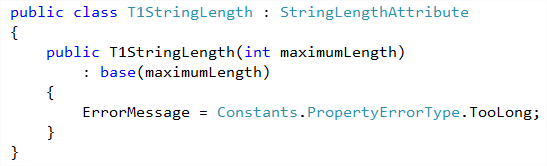 public class T1StringLength : StringLengthAttribute
{
    public T1StringLength(int maximumLength)
        : base(maximumLength)
    {
        ErrorMessage = Constants.PropertyErrorType.TooLong;
    }
}